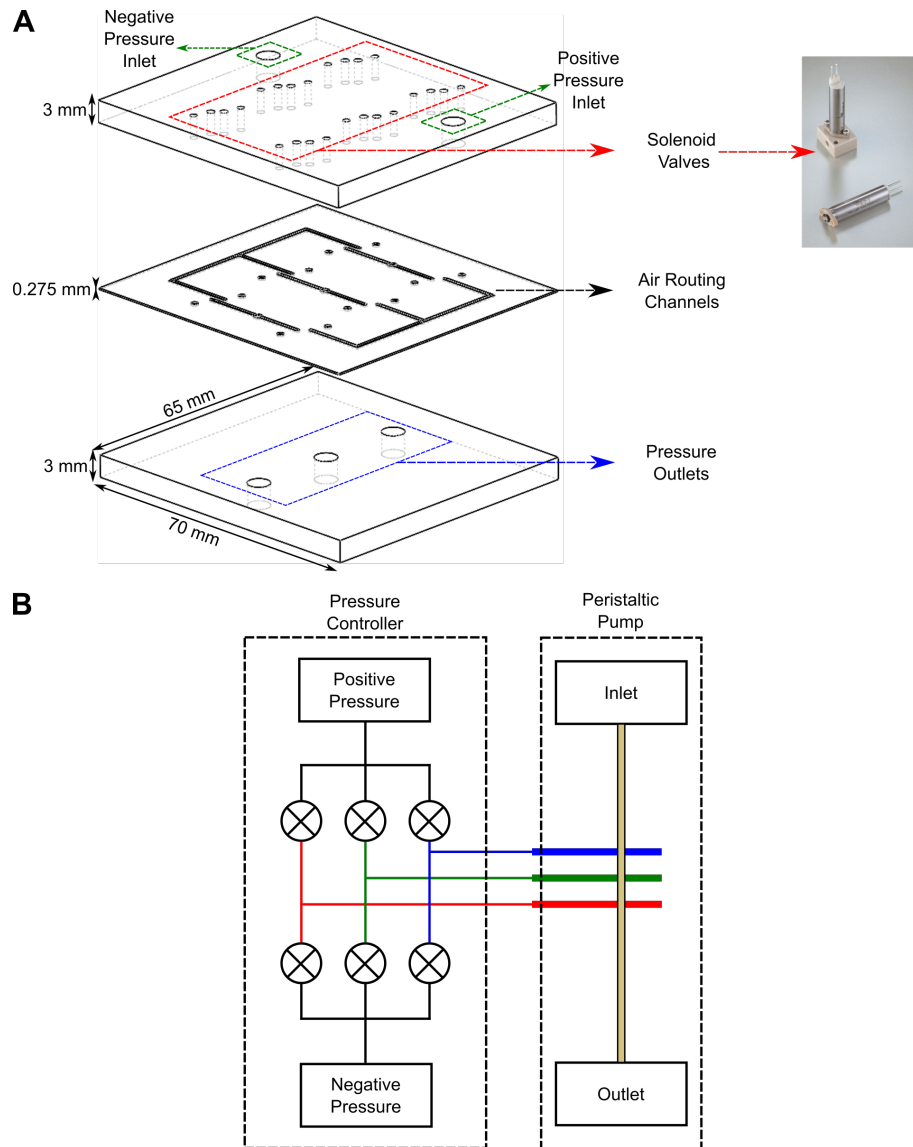 A
Negative
Pressure
Inlet
Positive
Pressure
Inlet
3 mm
Solenoid
Valves
0.275 mm
Air Routing
Channels
65 mm
3 mm
Pressure
Outlets
70 mm
B
Pressure
Controller
Peristaltic
Pump
Positive
Pressure
Inlet
Negative
Pressure
Outlet